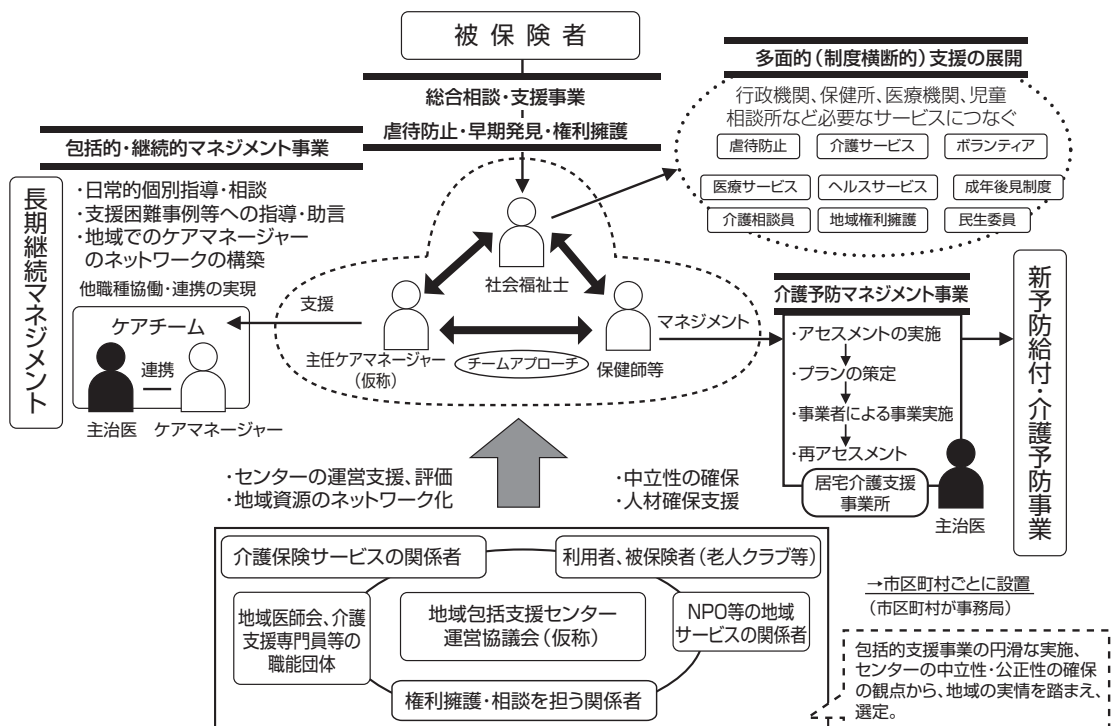 被保険者
総合相談・支援事業
虐待防止・早期発見・権利擁護
多面的（制度横断的）支援の展開
行政機関、保健所、医療機関、児童
相談所など必要なサービスにつなぐ
虐待防止
介護サービス
ボランティア
医療サービス
ヘルスサービス
成年後見制度
介護相談員
地域権利擁護
民生委員
包括的・継続的マネジメント事業
長期継続マネジメント
・日常的個別指導・相談
・支援困難事例等への指導・助言
・地域でのケアマネージャー
のネットワークの構築
他職種協働・連携の実現
ケアチーム
連携
主治医
ケアマネージャー
支援
社会福祉士
主任ケアマネージャー
（仮称）
チームアプローチ
保健師等
マネジメント
介護予防マネジメント事業
・アセスメントの実施
・プランの策定
・事業者による事業実施
・再アセスメント
居宅介護支援
事業所
主治医
新予防給付・介護予防事業
・センターの運営支援、評価
・地域資源のネットワーク化
・中立性の確保
・人材確保支援
介護保険サービスの関係者
利用者、被保険者（老人クラブ等）
地域医師会、介護
支援専門員等の
職能団体
地域包括支援センター
運営協議会（仮称）
NPO等の地域
サービスの関係者
権利擁護・相談を担う関係者
→市区町村ごとに設置
（市区町村が事務局）
包括的支援事業の円滑な実施、
センターの中立性・公正性の確保
の観点から、地域の実情を踏まえ、
選定。